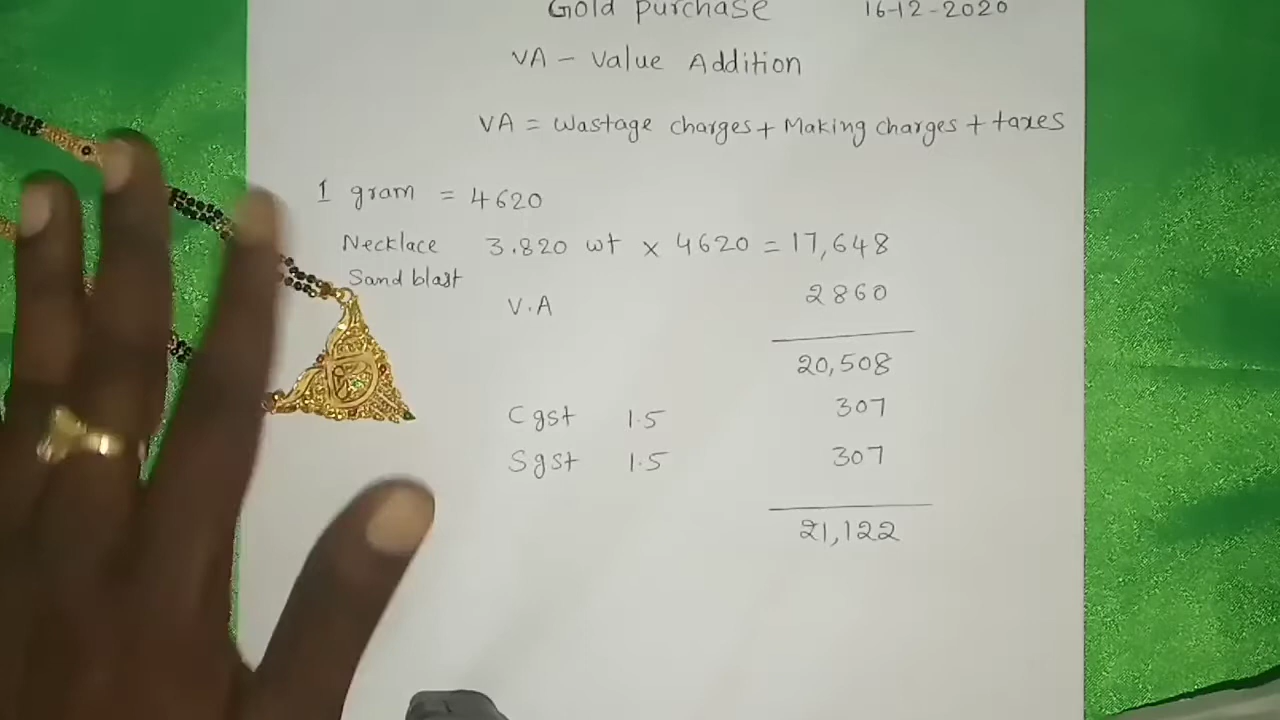 Gold Purchase 16-12-2020
VA - Value Addition
VA = Wastage charges + Making charges + taxes
1 gram = 4620
Necklace 3.820 wt x 4620 = 17,648
Sand blast
V.A 2860
20,508
Cgst 1.5 307
Sgst 1.5 307
21,122